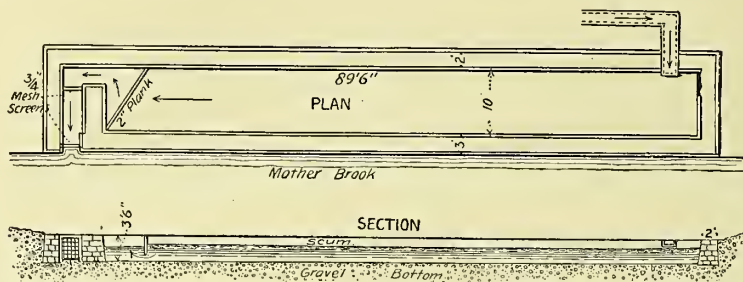 2'
3/4"
Mesh-
Screens
2" Plank
89'6"
PLAN
10
3'
Mother Brook
SECTION
3'6"
scum
2'
Gravel Bottom